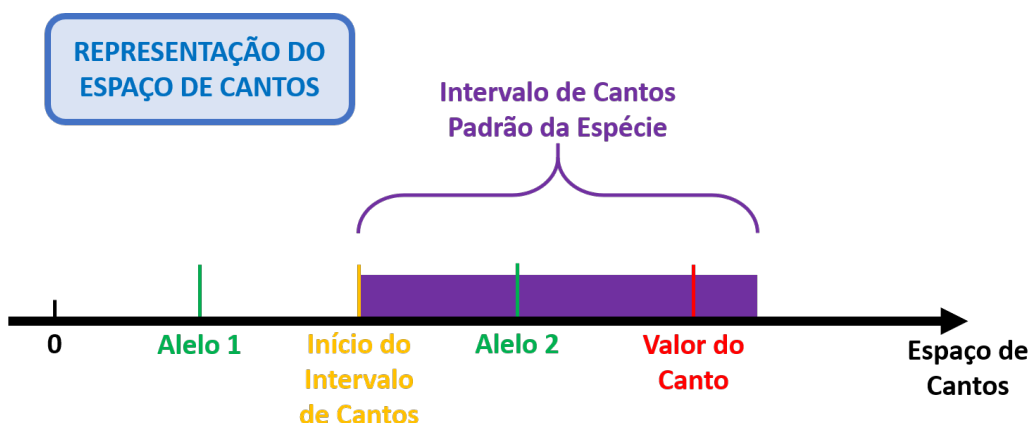 REPRESENTAÇÃO DO
ESPAÇO DE CANTOS
Intervalo de Cantos
Padrão da Espécie
0
Alelo 1
Início do
Intervalo
de Cantos
Alelo 2
Valor do
Canto
Espaço de
Cantos